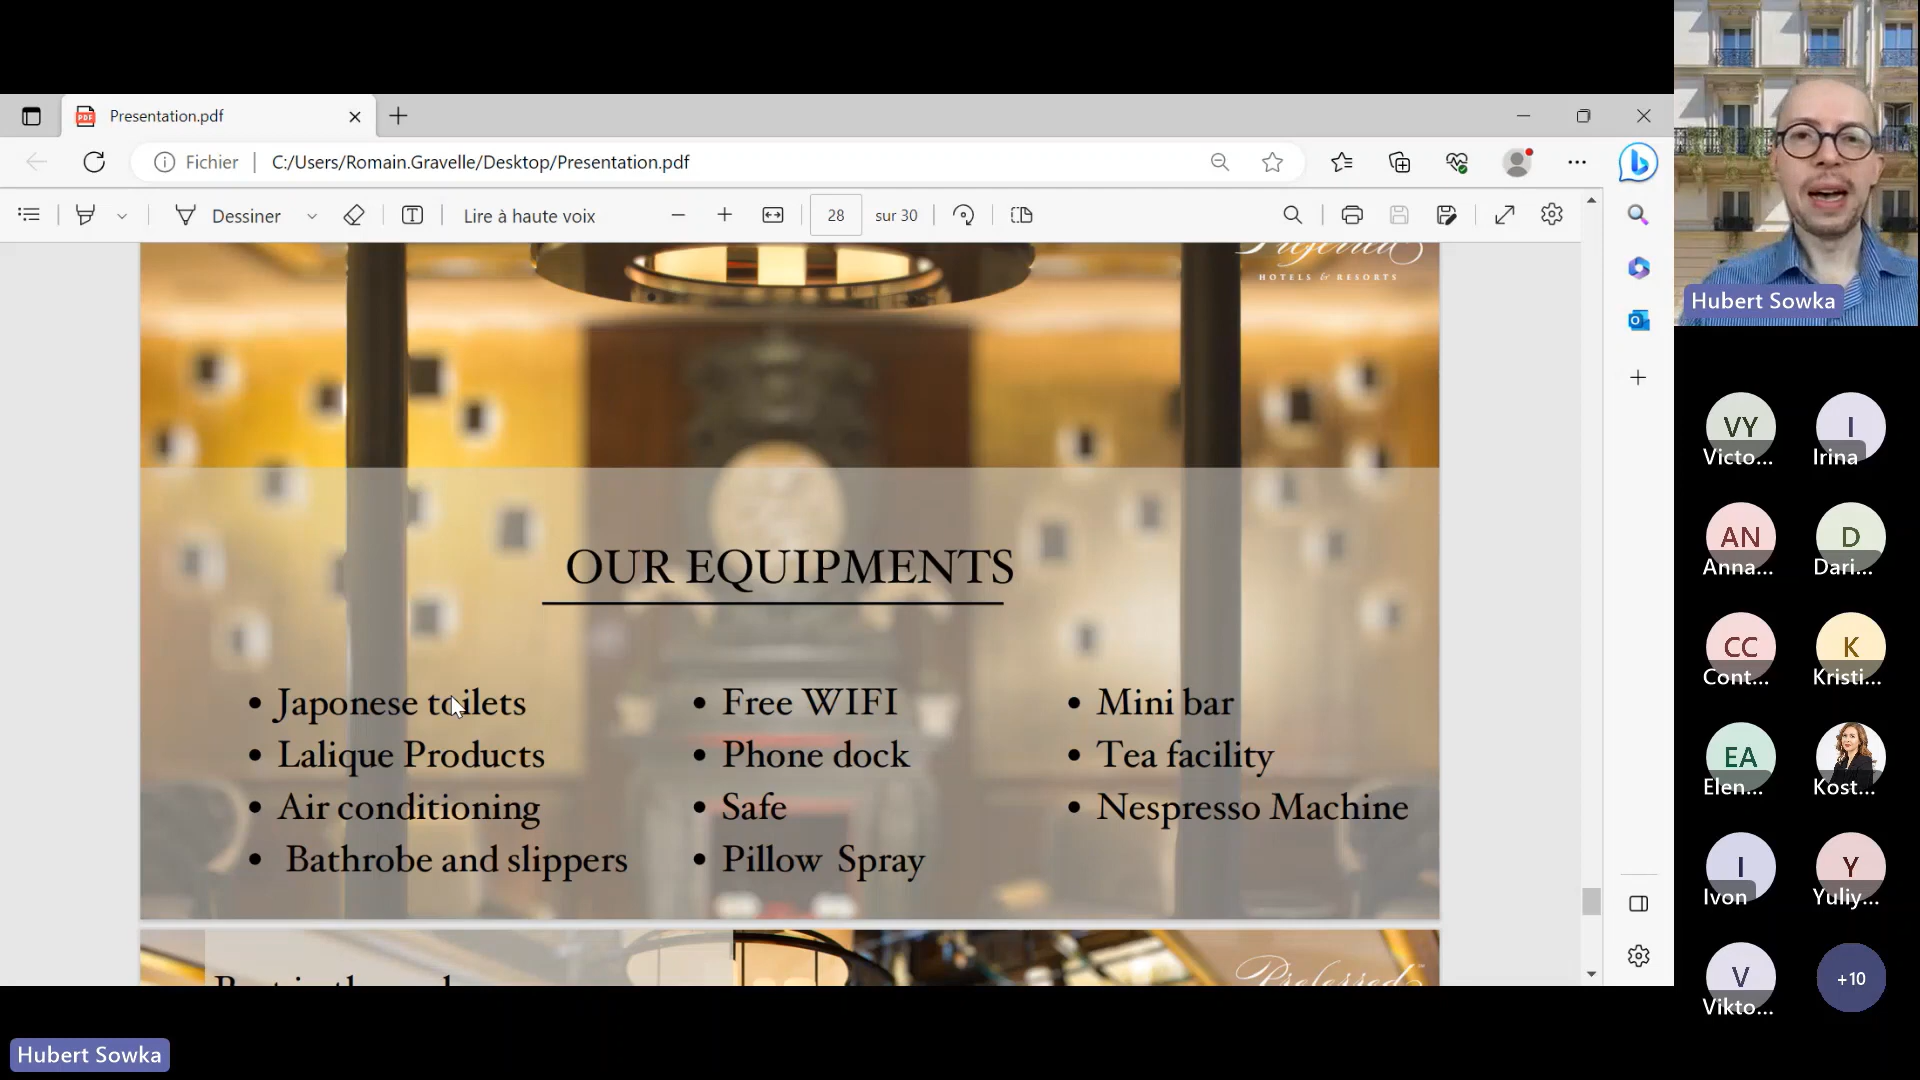 Presentation.pdf
Fichier
C:/Users/Romain.Gravelle/Desktop/Presentation.pdf
Dessiner
Lire à haute voix
28
sur 30
Preferred
HOTELS & RESORTS
OUR EQUIPMENTS
• Japonese toilets
• Lalique Products
• Air conditioning
• Bathrobe and slippers
• Free WIFI
• Phone dock
• Safe
• Pillow Spray
• Mini bar
• Tea facility
• Nespresso Machine
Preferred
Hubert Sowka
Hubert Sowka
VY
Victo...
I
Irina
AN
Anna...
D
Dari...
CC
Cont...
K
Kristi...
EA
Elen...
Kost...
I
Ivon
Y
Yuliy...
V
Vikto...
+10